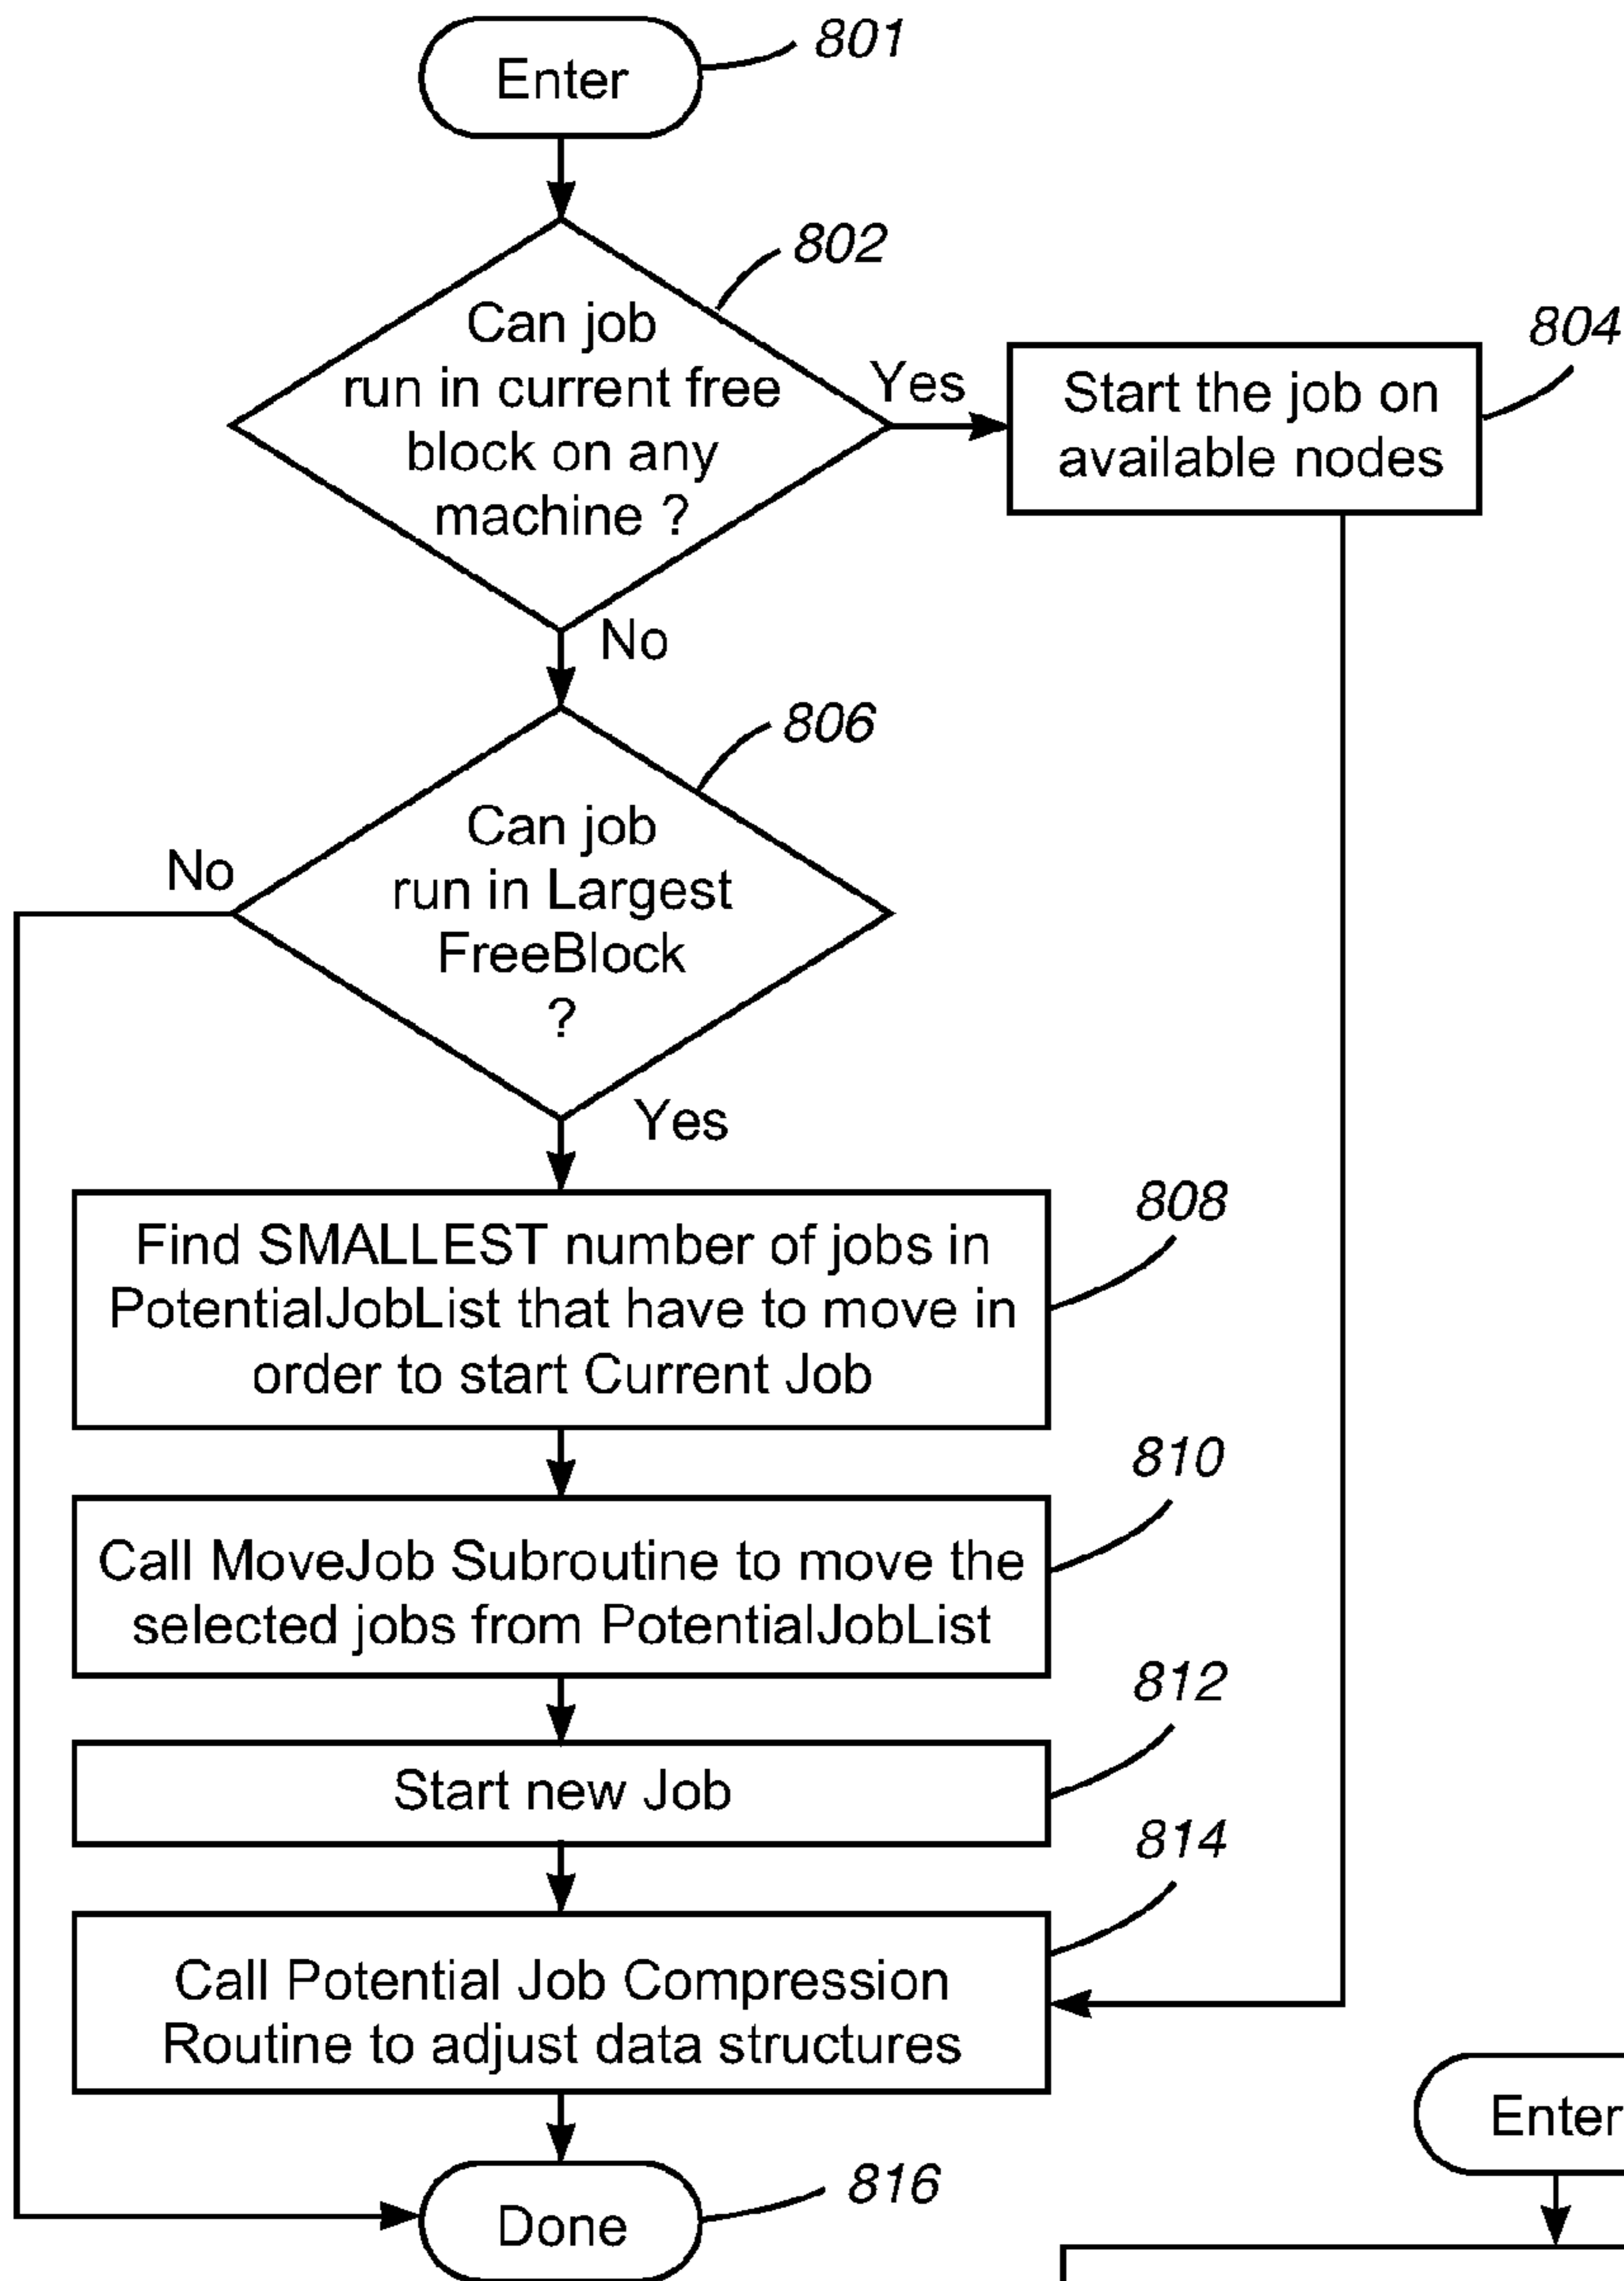 Enter
801
802
Can job
run in current free
block on any
machine ?
Yes
804
Start the job on
available nodes
No
806
Can job
run in Largest
FreeBlock
?
No
Yes
808
Find SMALLEST number of jobs in
PotentialJobList that have to move in
order to start Current Job
810
Call MoveJob Subroutine to move the
selected jobs from PotentialJobList
812
Start new Job
814
Call Potential Job Compression
Routine to adjust data structures
Enter
816
Done